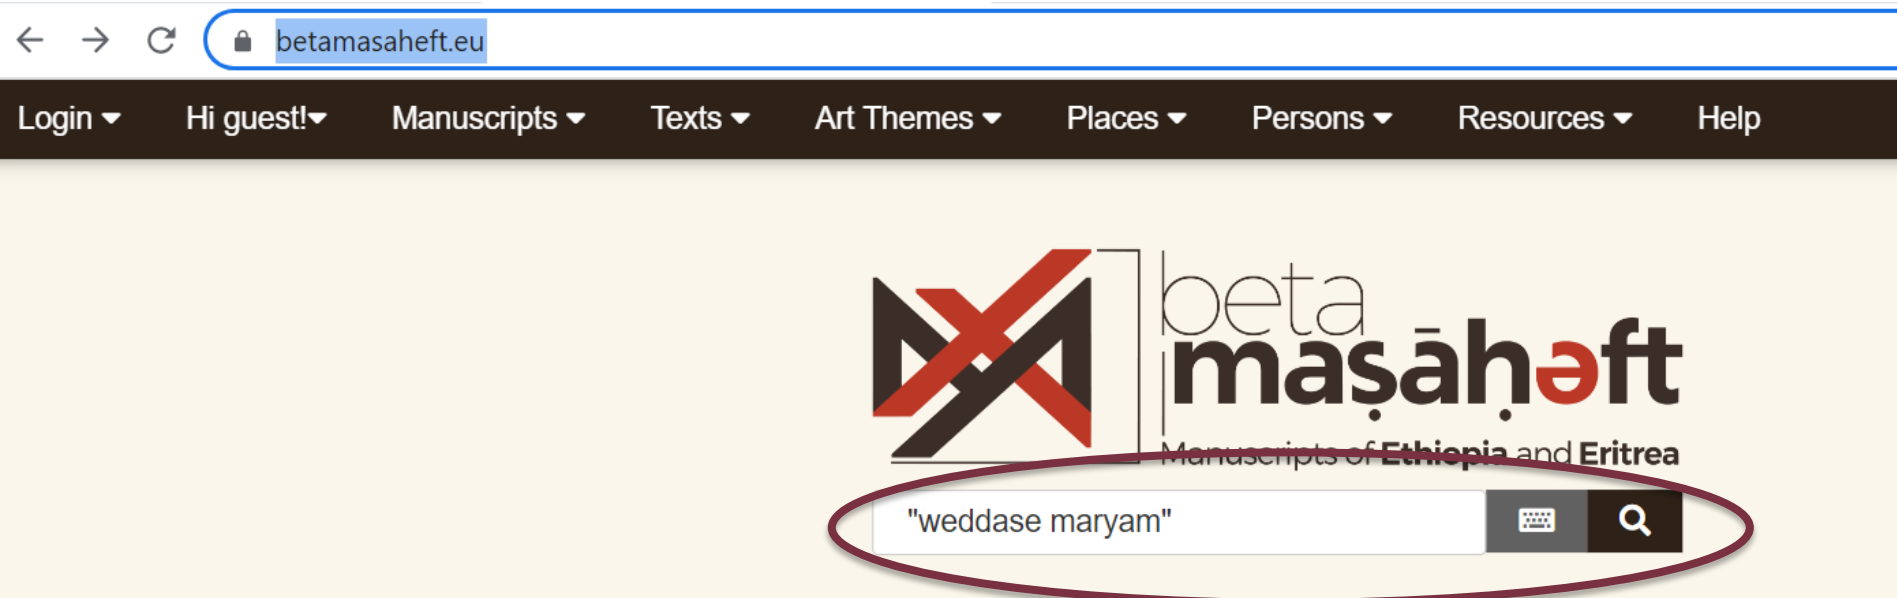 betamasaheft.eu
Login Hi guest! Manuscripts Texts Art Themes Places Persons Resources Help
beta
maṣāḥəft
Manuscripts of Ethiopia and Eritrea
"weddase maryam"